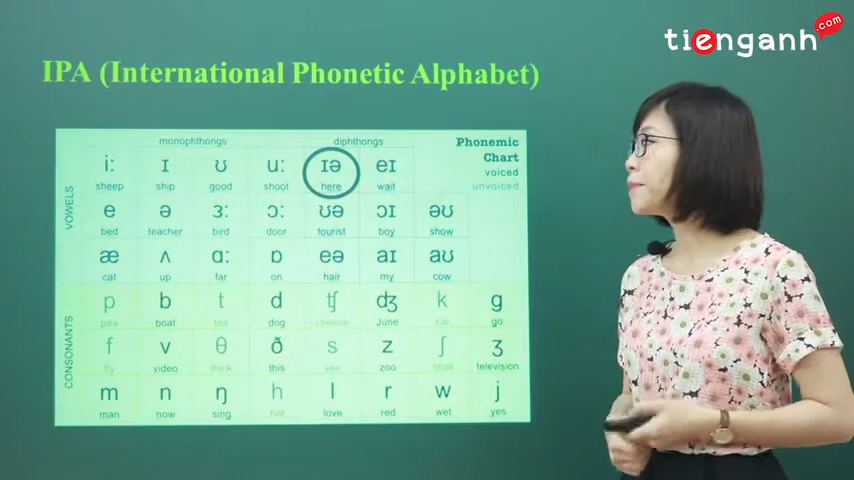 tienganh.com
IPA (International Phonetic Alphabet)
monophthongs diphthongs Phonemic
Chart
voiced
unvoiced
VOWELS
iː ɪ ʊ uː ɪə eɪ
sheep ship good shoot here wait
e ə ɜː ɔː ʊə ɔɪ əʊ
bed teacher bird door tourist boy show
æ ʌ ɑː ɒ eə aɪ aʊ
cat up far on hair my cow
CONSONANTS
p b t d ʧ ʤ k g
pea boat tea dog cheese June car go
f v θ ð s z ʃ ʒ
fly video think this see zoo shall television
m n ŋ h l r w j
man now sing hat love red wet yes